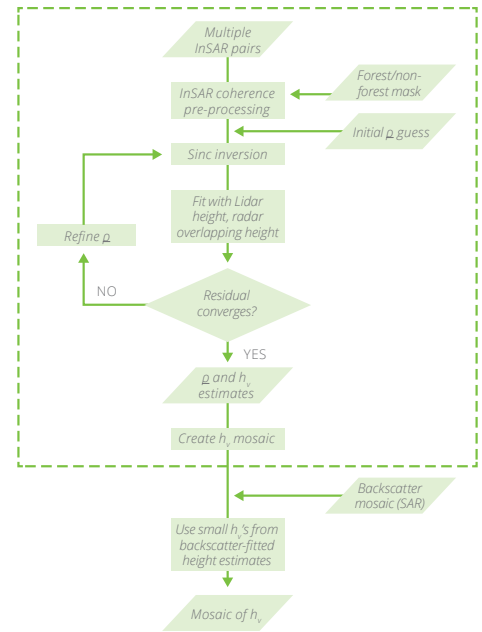 Multiple
InSAR pairs
Forest/non-
forest mask
InSAR coherence
pre-processing
Initial p guess
Sinc inversion
Fit with Lidar
height, radar
overlapping height
Refine p
NO
Residual
converges?
YES
p and hv
estimates
Create hv mosaic
Backscatter
mosaic (SAR)
Use small hv's from
backscatter-fitted
height estimates
Mosaic of hv